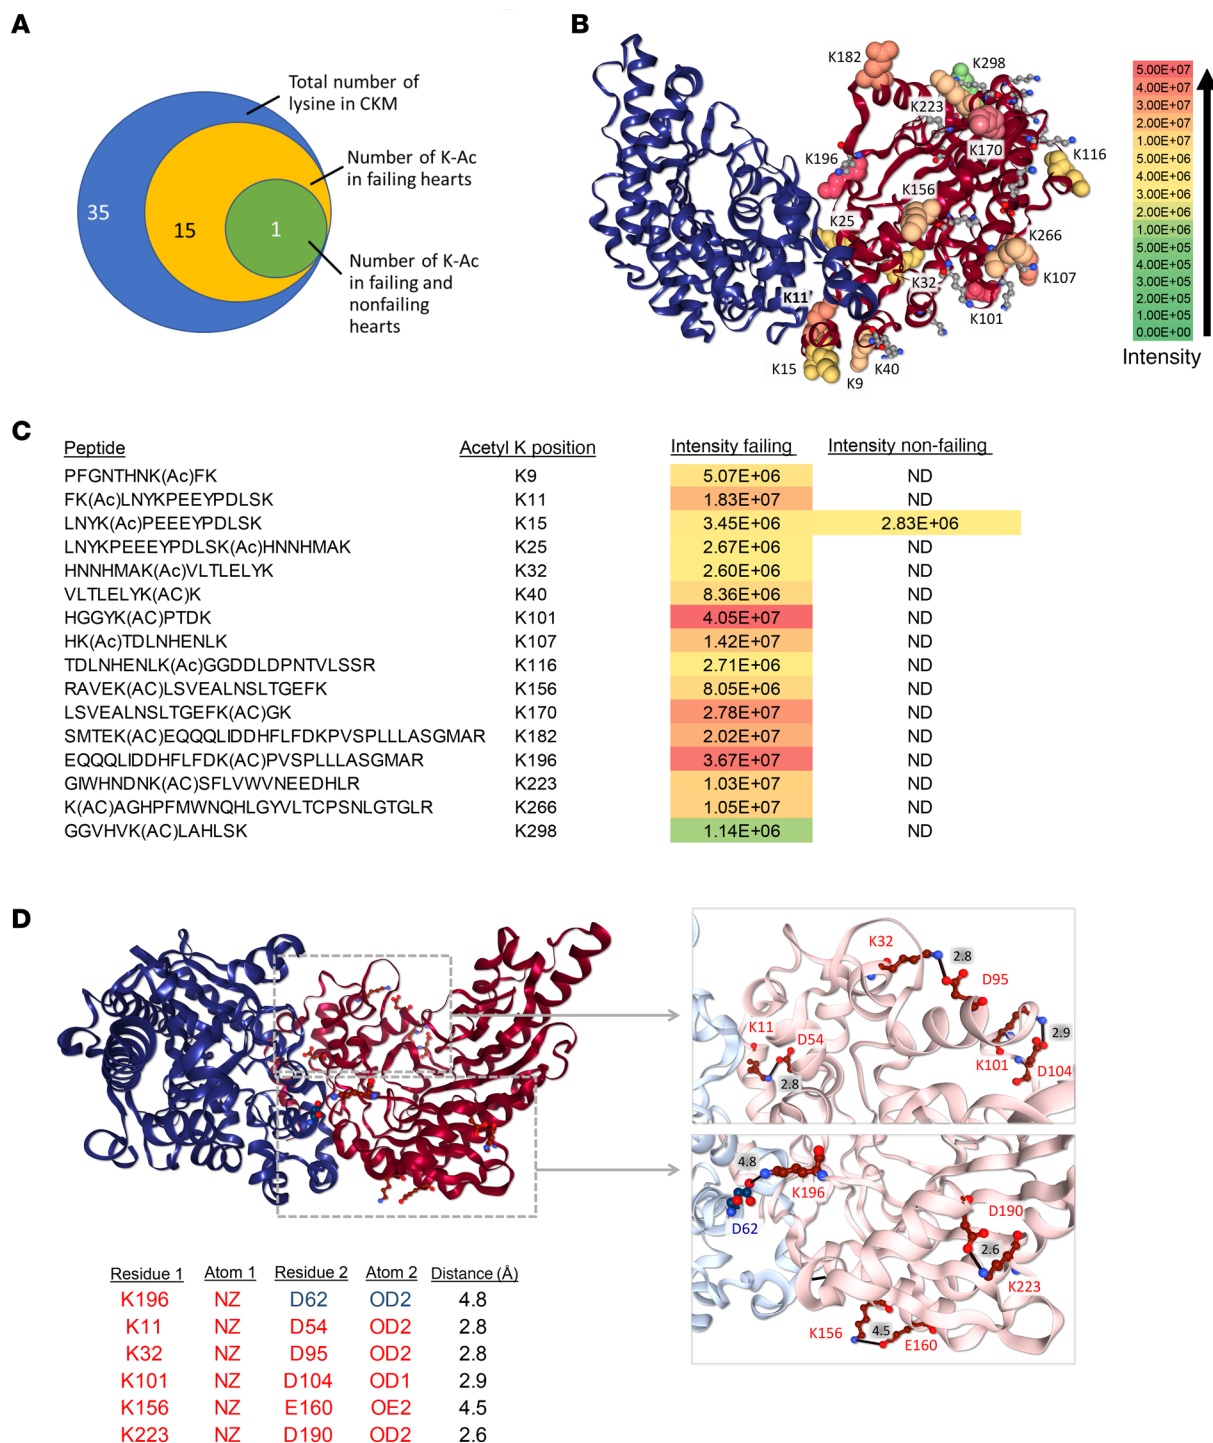 A
Total number of
lysine in CKM
Number of K-Ac
in failing hearts
35
15
1
Number of K-Ac
in failing and
nonfailing
hearts
B
K182
K298
K223
K170
K196
K116
K156
K25
K266
K32
K107
K11
K101
K15
K9
K40
5.00E+07
4.00E+07
3.00E+07
2.00E+07
1.00E+07
5.00E+06
4.00E+06
3.00E+06
2.00E+06
1.00E+06
5.00E+05
4.00E+05
3.00E+05
2.00E+05
1.00E+05
0.00E+00
Intensity
C
Peptide Acetyl K position Intensity failing Intensity non-failing
PFGNTHNK(Ac)FK K9 5.07E+06 ND
FK(Ac)LNYKPEEYPDLSK K11 1.83E+07 ND
LNYK(Ac)PEEEYPDLSK K15 3.45E+06 2.83E+06
LNYKPEEEYPDLSK(Ac)HNNHMAK K25 2.67E+06 ND
HNNHMAK(Ac)VLTLELYK K32 2.60E+06 ND
VLTLELYK(AC)K K40 8.36E+06 ND
HGGYK(AC)PTDK K101 4.05E+07 ND
HK(Ac)TDLNHENLK K107 1.42E+07 ND
TDLNHENLK(Ac)GGDDLDPNTVLSSR K116 2.71E+06 ND
RAVEK(AC)LSVEALNSLTGEFK K156 8.05E+06 ND
LSVEALNSLTGEFK(AC)GK K170 2.78E+07 ND
SMTEK(AC)EQQQLIDDHFLFDKPVSPLLLASGMAR K182 2.02E+07 ND
EQQQLIDDHFLFDK(AC)PVSPLLLASGMAR K196 3.67E+07 ND
GIWHNDNK(AC)SFLVWVNEEDHLR K223 1.03E+07 ND
K(AC)AGHPFMWNQHLGYVLTCPSNLGTGLR K266 1.05E+07 ND
GGVHVK(AC)LAHLSK K298 1.14E+06 ND
D
K32
2.8
D95
K11
D54
2.8
K101
2.9
D104
4.8
K196
D62
D190
2.6
K223
K156
4.5
E160
Residue 1 Atom 1 Residue 2 Atom 2 Distance (Å)
K196 NZ D62 OD2 4.8
K11 NZ D54 OD2 2.8
K32 NZ D95 OD2 2.8
K101 NZ D104 OD1 2.9
K156 NZ E160 OE2 4.5
K223 NZ D190 OD2 2.6